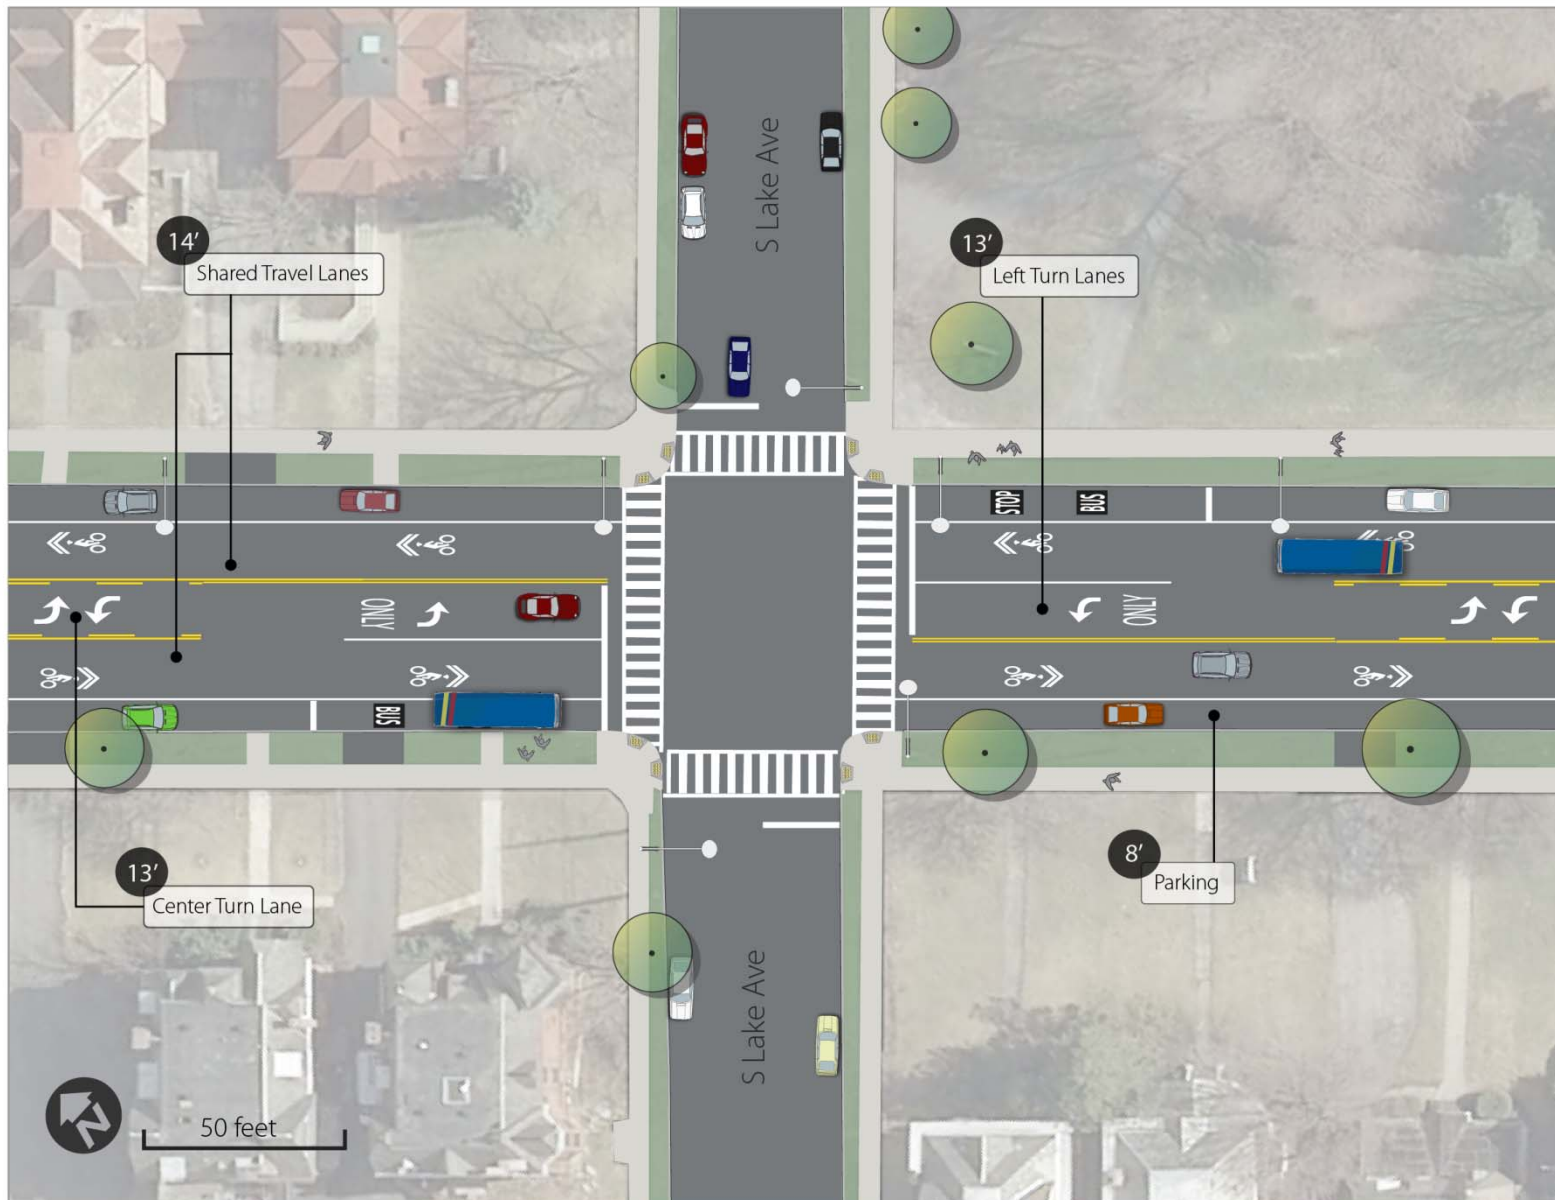 S Lake Ave
14'
Shared Travel Lanes
13'
Left Turn Lanes
STOP
BUS
ONLY
ONLY
BUS
13'
Center Turn Lane
8'
Parking
S Lake Ave
N
50 feet